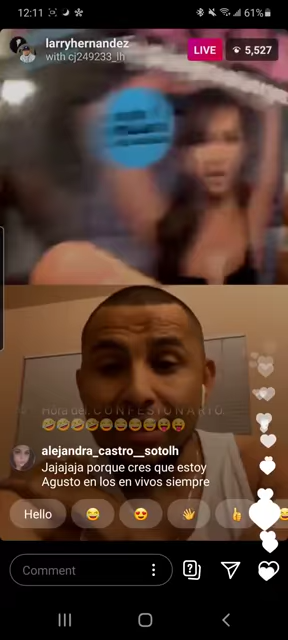 12:11
61%
larryhernandez
with cj249233_lh
LIVE
5,527
Hora del: C O N F E S I O N A R I O.
🤣🤣🤣🤣😂😂😂😂😝😝
alejandra_castro__sotolh
Jajajaja porque cres que estoy
Agusto en los en vivos siempre
Hello 😂 😍 👋 👍 😂
Comment